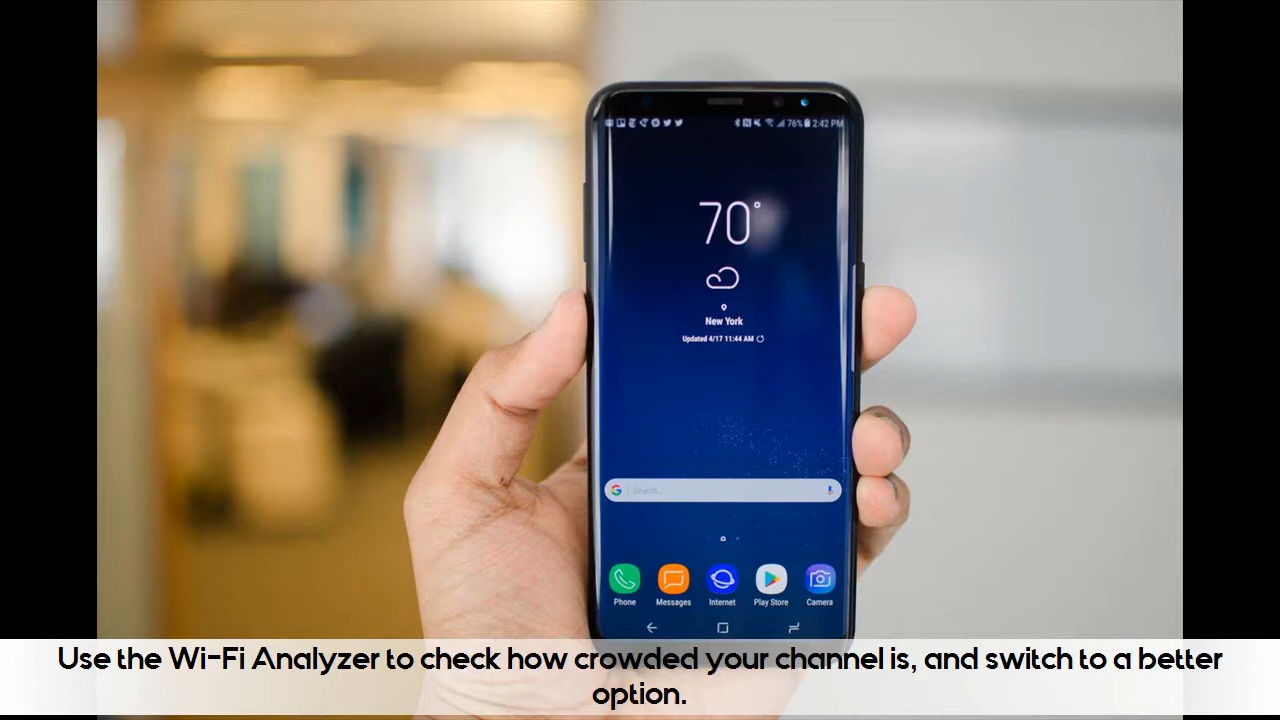 76% 2:42 PM
70°
New York
Updated 4/17 11:44 AM
Search...
Phone Messages Internet Play Store Camera
Use the Wi-Fi Analyzer to check how crowded your channel is, and switch to a better
option.